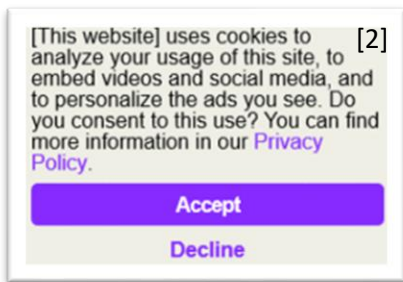 [This website] uses cookies to [2]
analyze your usage of this site, to
embed videos and social media, and
to personalize the ads you see. Do
you consent to this use? You can find
more information in our Privacy
Policy.
Accept
Decline